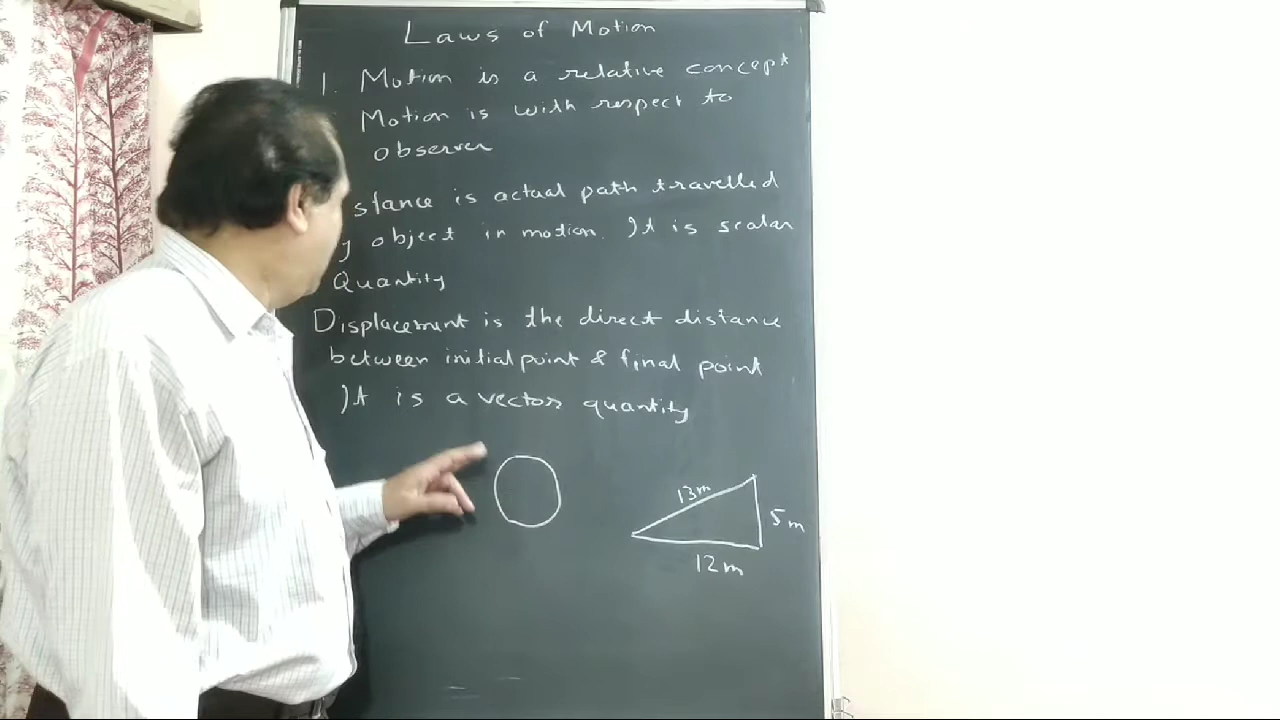 Laws of Motion
1. Motion is a relative concept
Motion is with respect to
observer
stance is actual path travelled
y object in motion. It is scalar
Quantity
Displacement is the direct distance
between initial point & final point
It is a vector quantity
13m
5m
12m